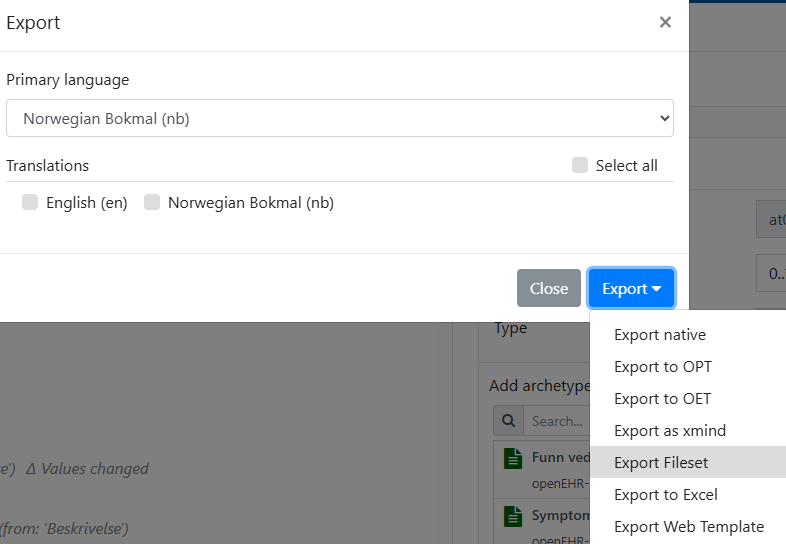 Export
×
Primary language
Norwegian Bokmal (nb)
Translations
Select all
English (en) Norwegian Bokmal (nb)
Close Export
Type
Export native
Export to OPT
Export to OET
Export as xmind
Export Fileset
Export to Excel
Export Web Template
Add archetype
Search...
Funn ved
openEHR-
Symptom
openEHR-
e') Δ Values changed
(from: 'Beskrivelse')
0..